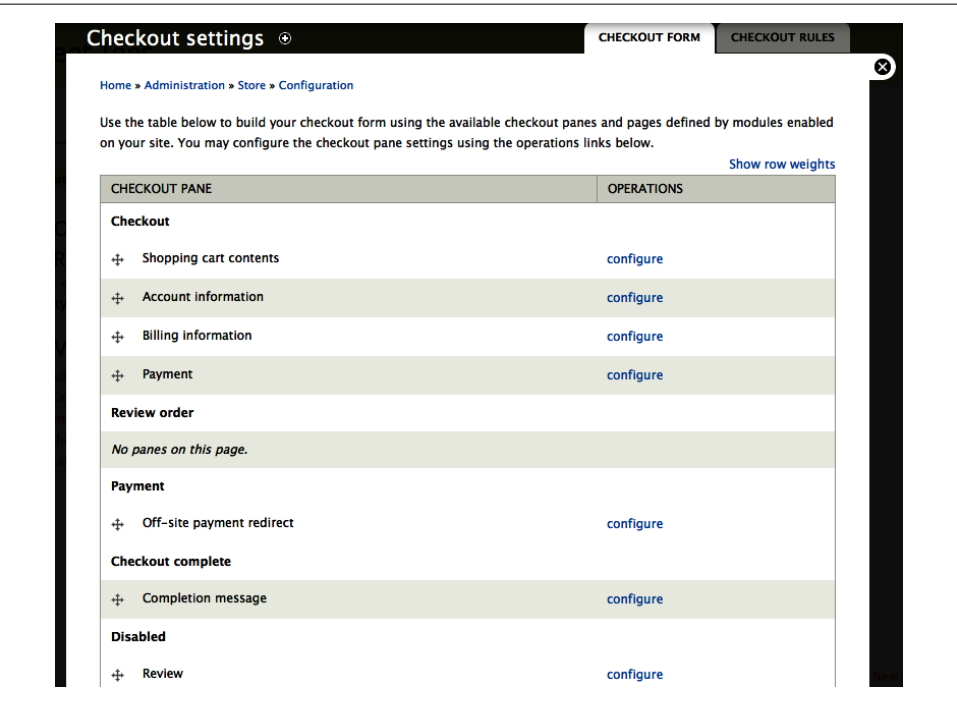 Checkout settings
CHECKOUT FORM CHECKOUT RULES
Home » Administration » Store » Configuration
Use the table below to build your checkout form using the available checkout panes and pages defined by modules enabled
on your site. You may configure the checkout pane settings using the operations links below.
Show row weights
CHECKOUT PANE OPERATIONS
Checkout
Shopping cart contents configure
Account information configure
Billing information configure
Payment configure
Review order
No panes on this page.
Payment
Off-site payment redirect configure
Checkout complete
Completion message configure
Disabled
Review configure